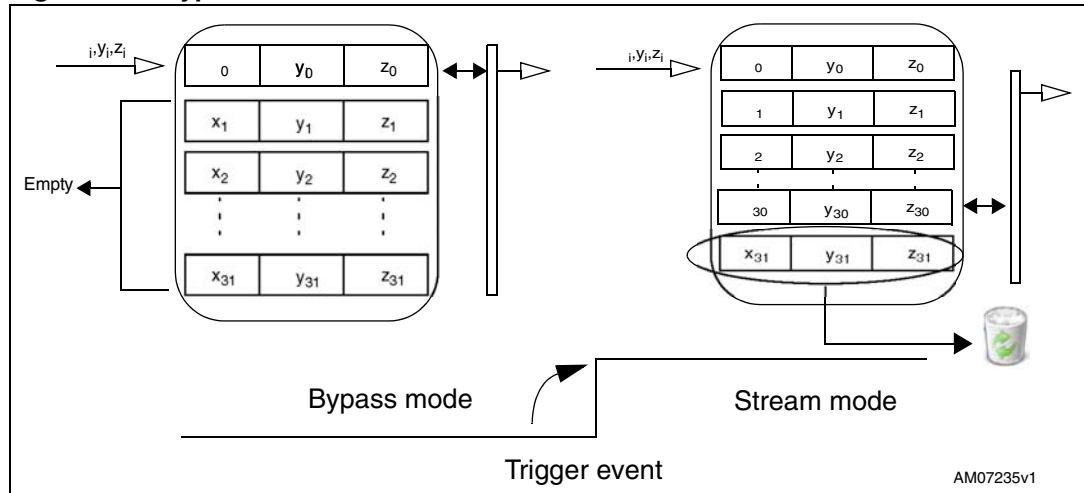 i,yi,zi
0 y0 z0
x1 y1 z1
x2 y2 z2
x31 y31 z31
Empty
i,yi,zi
0 y0 z0
1 y1 z1
2 y2 z2
30 y30 z30
x31 y31 z31
Bypass mode
Stream mode
Trigger event
AM07235v1